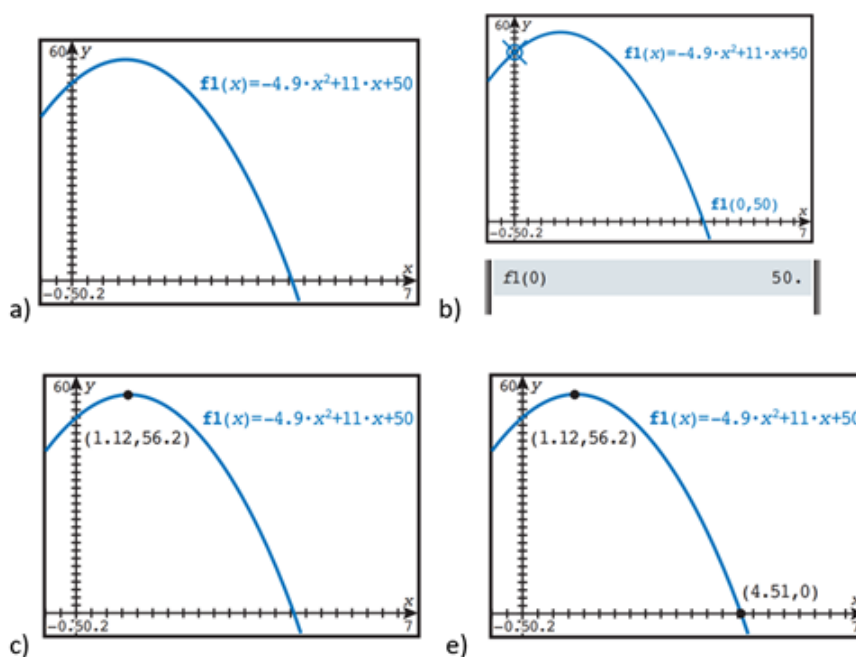 60 y
f1(x)=-4.9·x²+11·x+50
x
-0.50.2 7
a)
60 y
f1(x)=-4.9·x²+11·x+50
f1(0,50)
x
-0.50.2 7
f1(0) 50.
b)
60 y
f1(x)=-4.9·x²+11·x+50
(1.12,56.2)
x
-0.50.2 7
c)
60 y
f1(x)=-4.9·x²+11·x+50
(1.12,56.2)
(4.51,0)
x
-0.50.2 7
e)